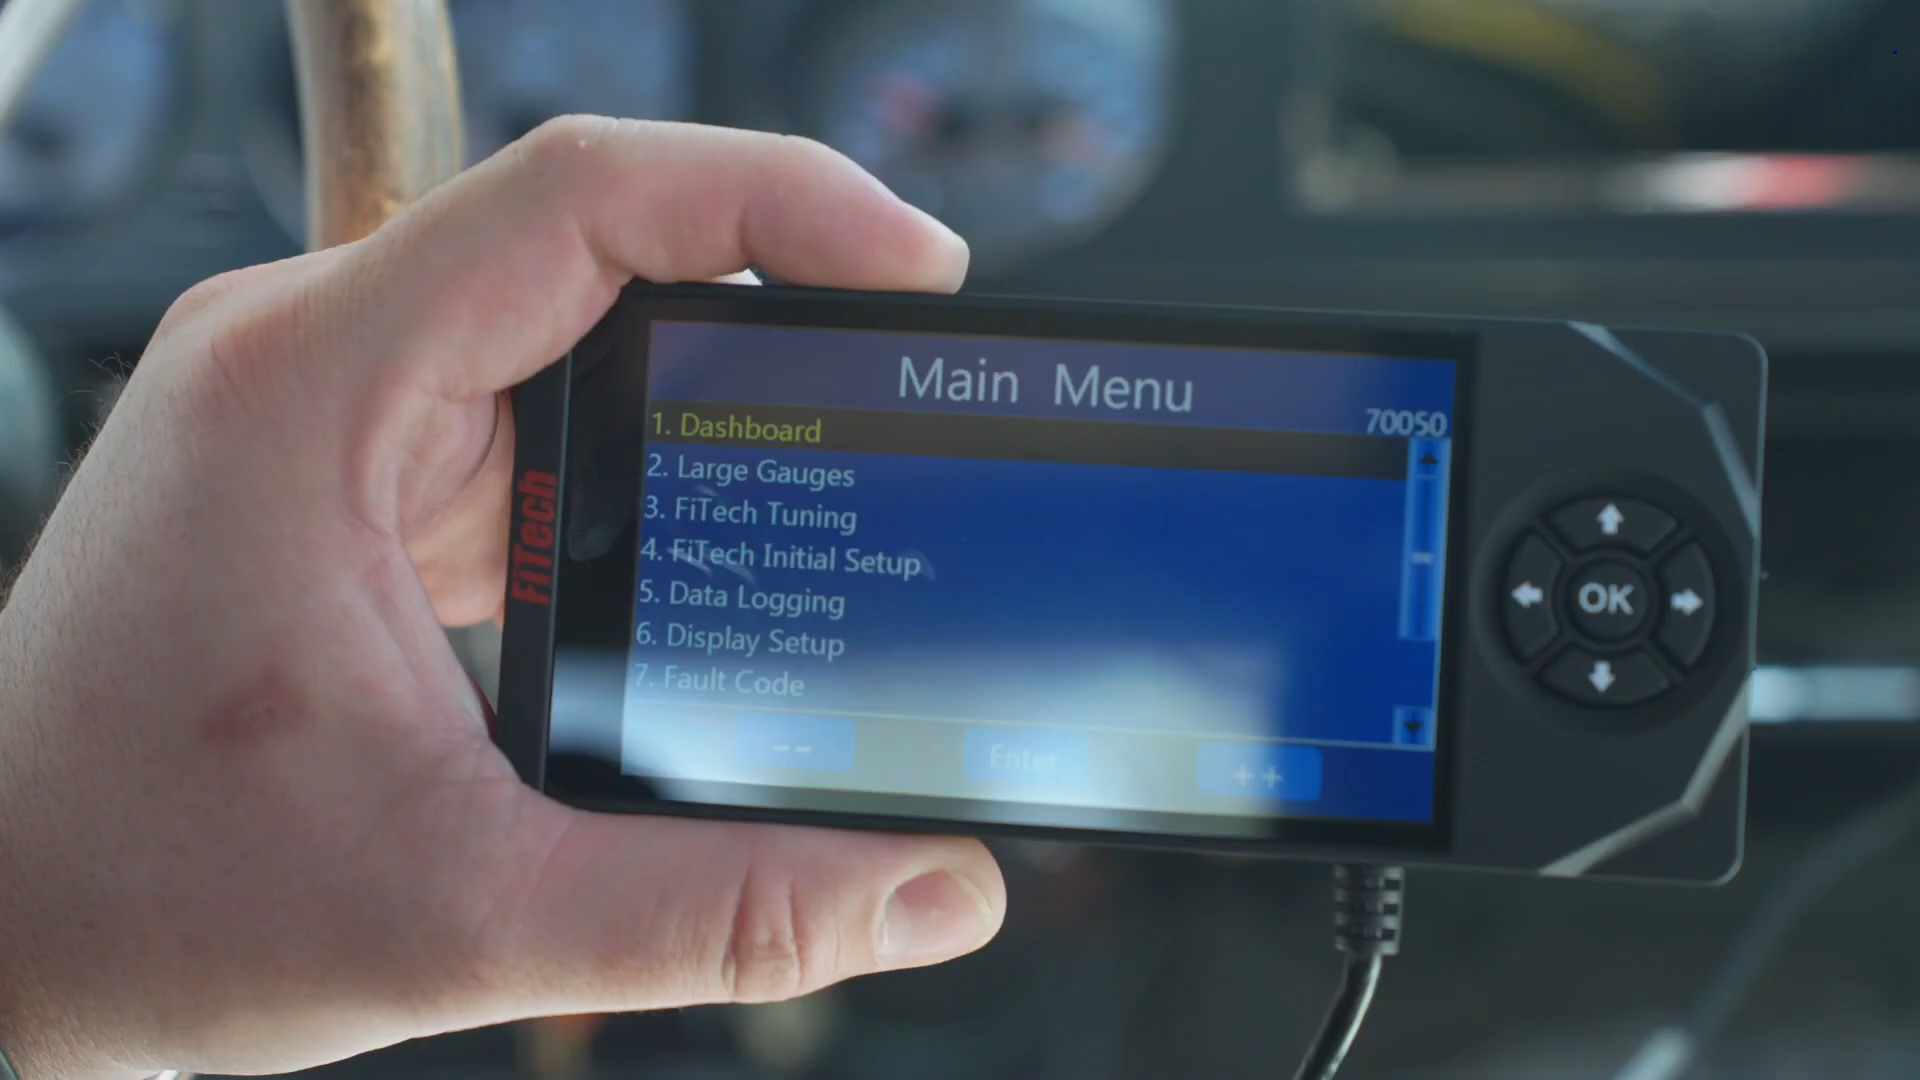 Main Menu
70050
1. Dashboard
2. Large Gauges
3. FiTech Tuning
4. FiTech Initial Setup
5. Data Logging
6. Display Setup
7. Fault Code
--
Enter
++
FiTech
OK